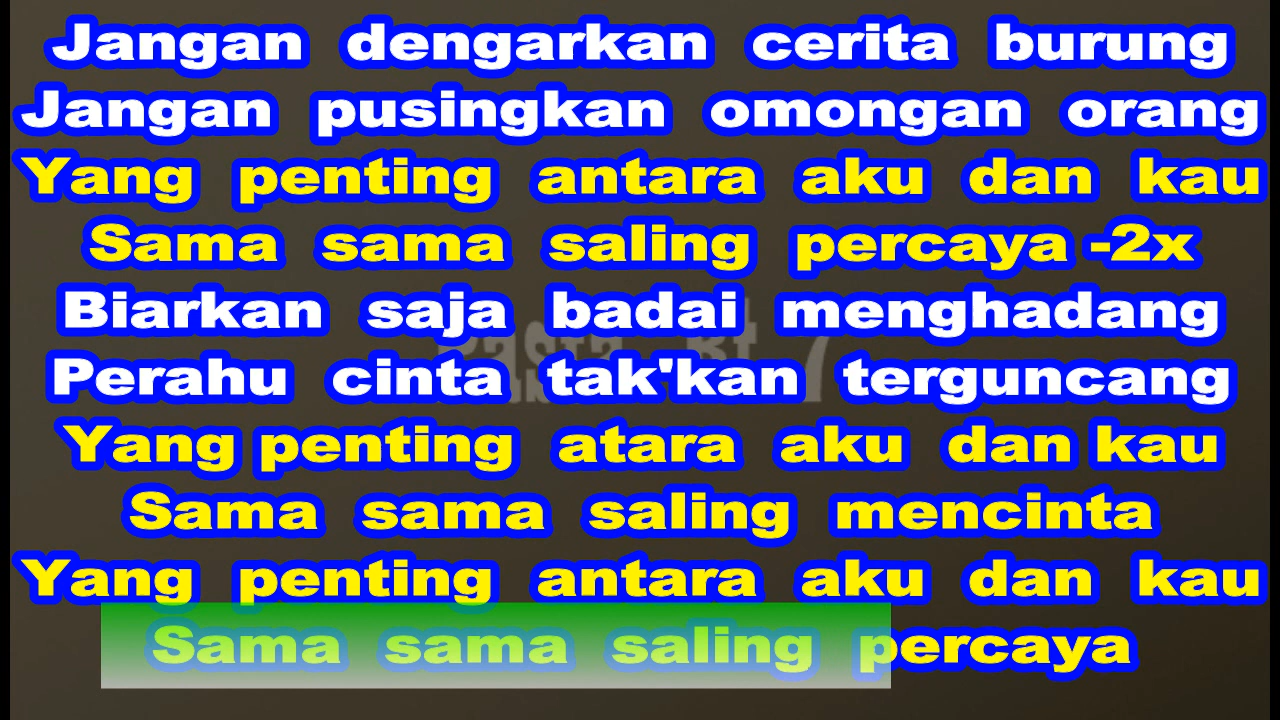 Jangan dengarkan cerita burung
Jangan pusingkan omongan orang
Yang penting antara aku dan kau
Sama sama saling percaya -2x
Biarkan saja badai menghadang
Perahu cinta tak'kan terguncang
Yang penting atara aku dan kau
Sama sama saling mencinta
Yang penting antara aku dan kau
Sama sama saling percaya